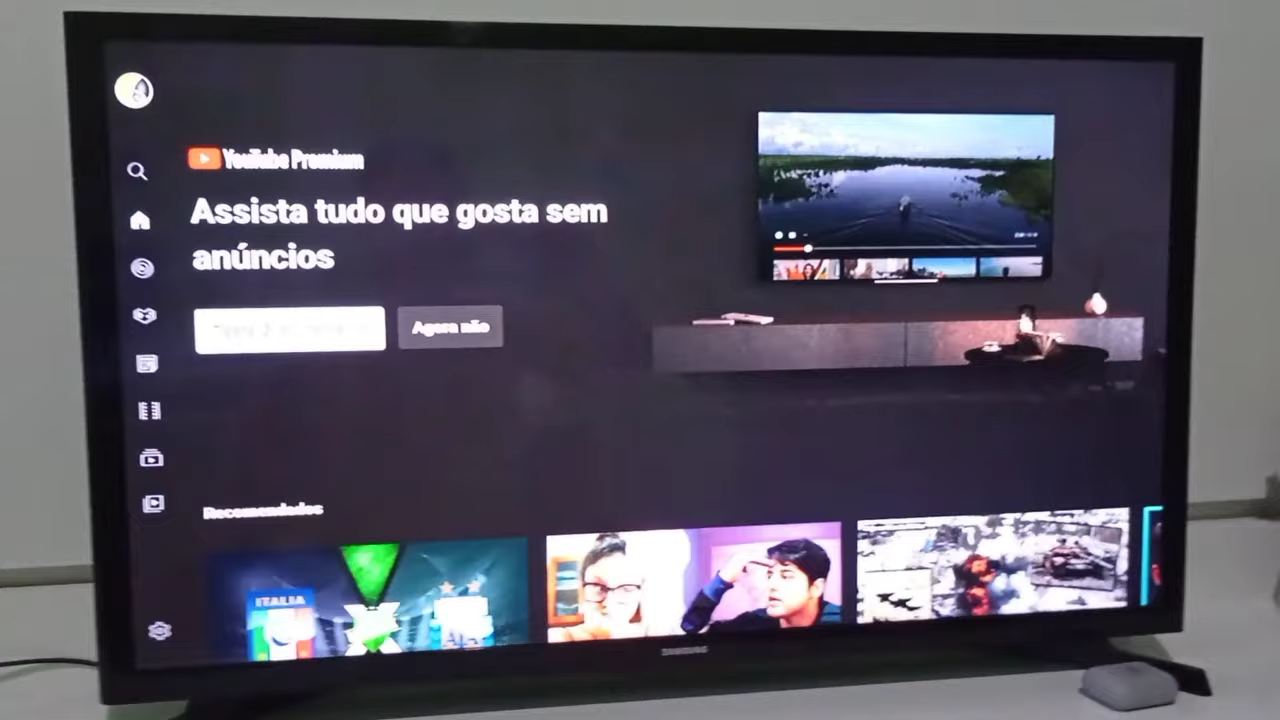 YouTube Premium
Assista tudo que gosta sem
anúncios
Agora não
Recomendados
ITALIA
SAMSUNG